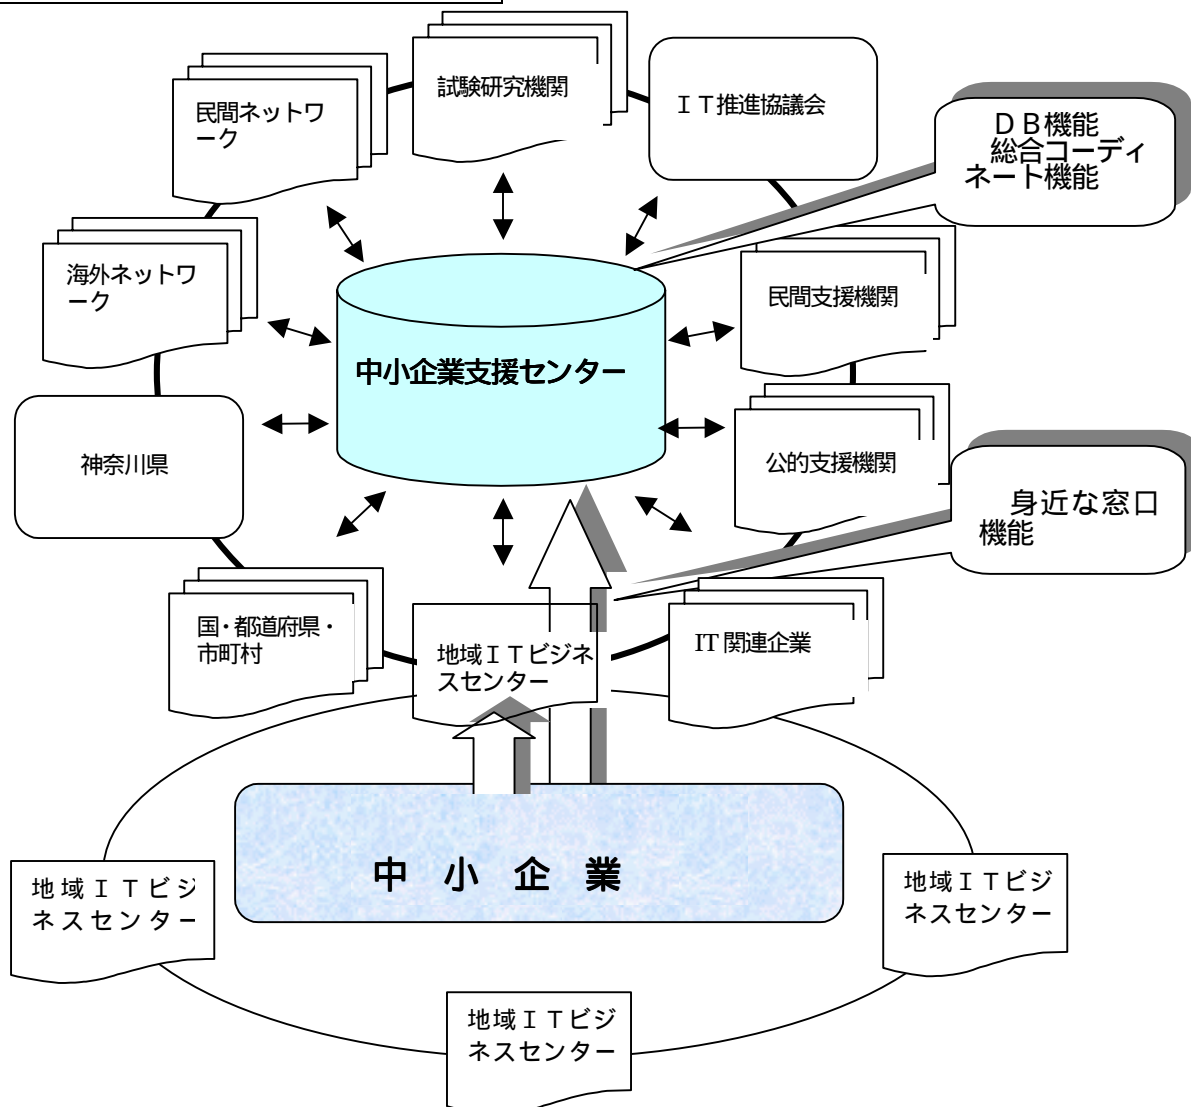 試験研究機関
ＩＴ推進協議会
民間ネットワ
ーク
ＤＢ機能
総合コーディ
ネート機能
海外ネットワ
ーク
民間支援機関
中小企業支援センター
神奈川県
公的支援機関
身近な窓口
機能
国・都道府県・
市町村
地域ＩＴビジネ
スセンター
IT 関連企業
中 小 企 業
地域ＩＴビジ
ネスセンター
地域ＩＴビジ
ネスセンター
地域ＩＴビジ
ネスセンター